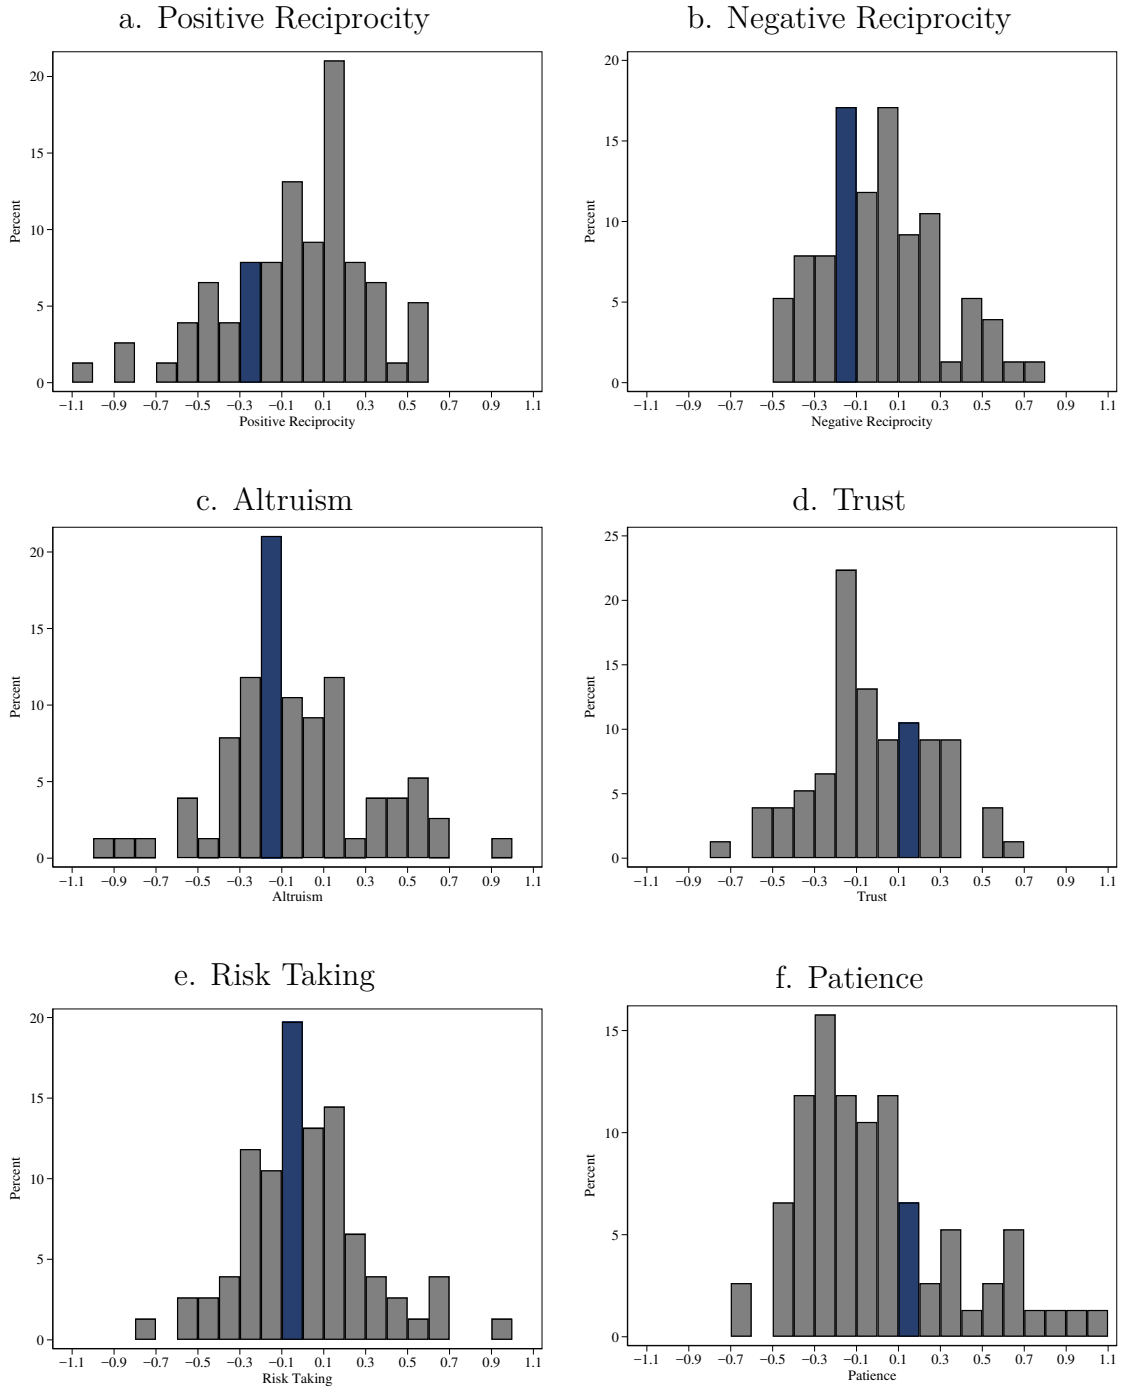 a. Positive Reciprocity
20
15
10
5
0
Percent
−1.1 −0.9 −0.7 −0.5 −0.3 −0.1 0.1 0.3 0.5 0.7 0.9 1.1
Positive Reciprocity
b. Negative Reciprocity
20
15
10
5
0
Percent
−1.1 −0.9 −0.7 −0.5 −0.3 −0.1 0.1 0.3 0.5 0.7 0.9 1.1
Negative Reciprocity
c. Altruism
20
15
10
5
0
Percent
−1.1 −0.9 −0.7 −0.5 −0.3 −0.1 0.1 0.3 0.5 0.7 0.9 1.1
Altruism
d. Trust
25
20
15
10
5
0
Percent
−1.1 −0.9 −0.7 −0.5 −0.3 −0.1 0.1 0.3 0.5 0.7 0.9 1.1
Trust
e. Risk Taking
20
15
10
5
0
Percent
−1.1 −0.9 −0.7 −0.5 −0.3 −0.1 0.1 0.3 0.5 0.7 0.9 1.1
Risk Taking
f. Patience
15
10
5
0
Percent
−1.1 −0.9 −0.7 −0.5 −0.3 −0.1 0.1 0.3 0.5 0.7 0.9 1.1
Patience